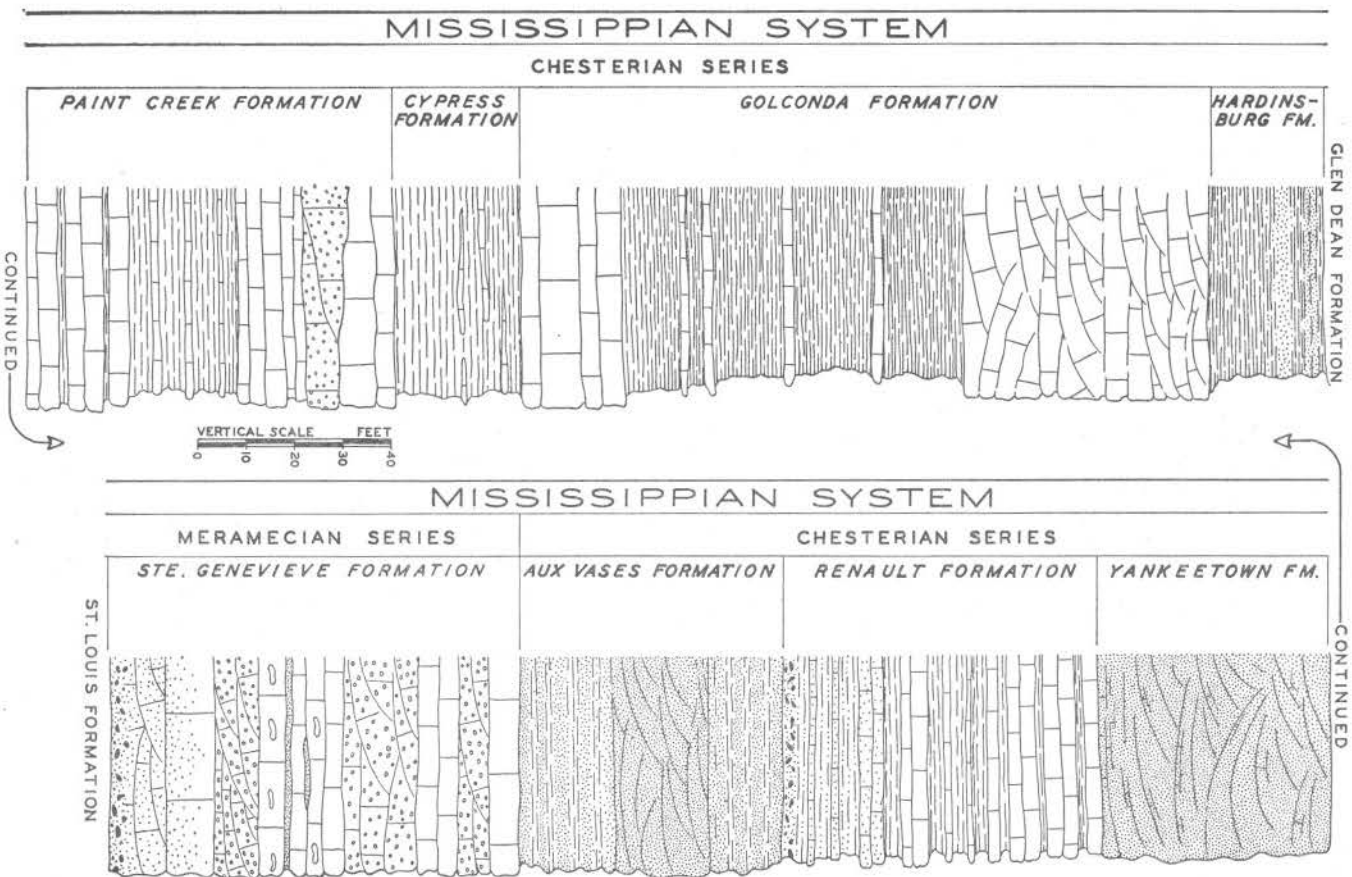 MISSISSIPPIAN SYSTEM
CHESTERIAN SERIES
PAINT CREEK FORMATION
CYPRESS
FORMATION
GOLCONDA FORMATION
HARDINS-
BURG FM.
GLEN DEAN FORMATION
CONTINUED
VERTICAL SCALE FEET
0 10 20 30 40
MISSISSIPPIAN SYSTEM
MERAMECIAN SERIES
CHESTERIAN SERIES
STE. GENEVIEVE FORMATION
AUX VASES FORMATION
RENAULT FORMATION
YANKEETOWN FM.
ST. LOUIS FORMATION
CONTINUED